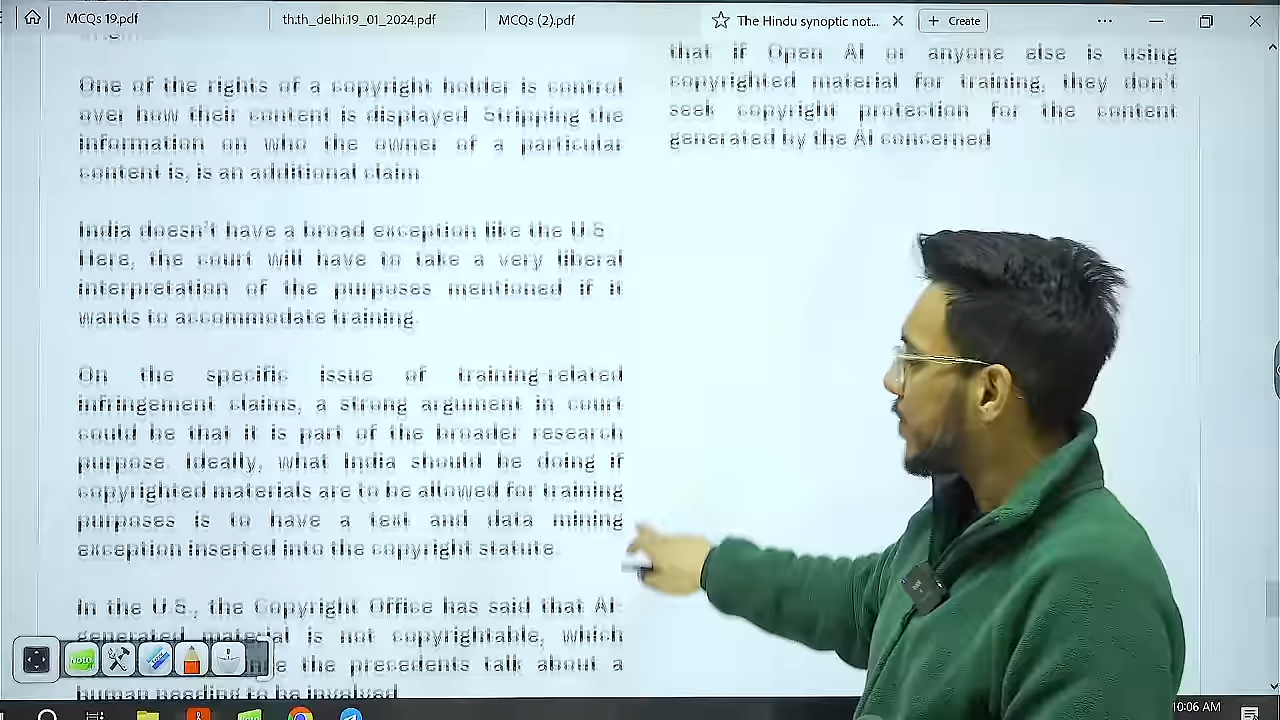 MCQs 19.pdf
th.th_delhi.19_01_2024.pdf
MCQs (2).pdf
The Hindu synoptic not...
+ Create
One of the rights of a copyright holder is control
over how their content is displayed. Stripping the
information on who the owner of a particular
content is, is an additional claim.
India doesn't have a broad exception like the U.S.
Here, the court will have to take a very liberal
interpretation of the purposes mentioned if it
wants to accommodate training.
On the specific issue of training-related
infringement claims, a strong argument in court
could be that it is part of the broader research
purpose. Ideally, what India should be doing if
copyrighted materials are to be allowed for training
purposes is to have a text and data mining
exception inserted into the copyright statute.
In the U.S., the Copyright Office has said that AI-
generated material is not copyrightable, which
the precedents talk about a
human needing to be involved.
that if Open AI or anyone else is using
copyrighted material for training, they don't
seek copyright protection for the content
generated by the AI concerned
NOTE
10:06 AM